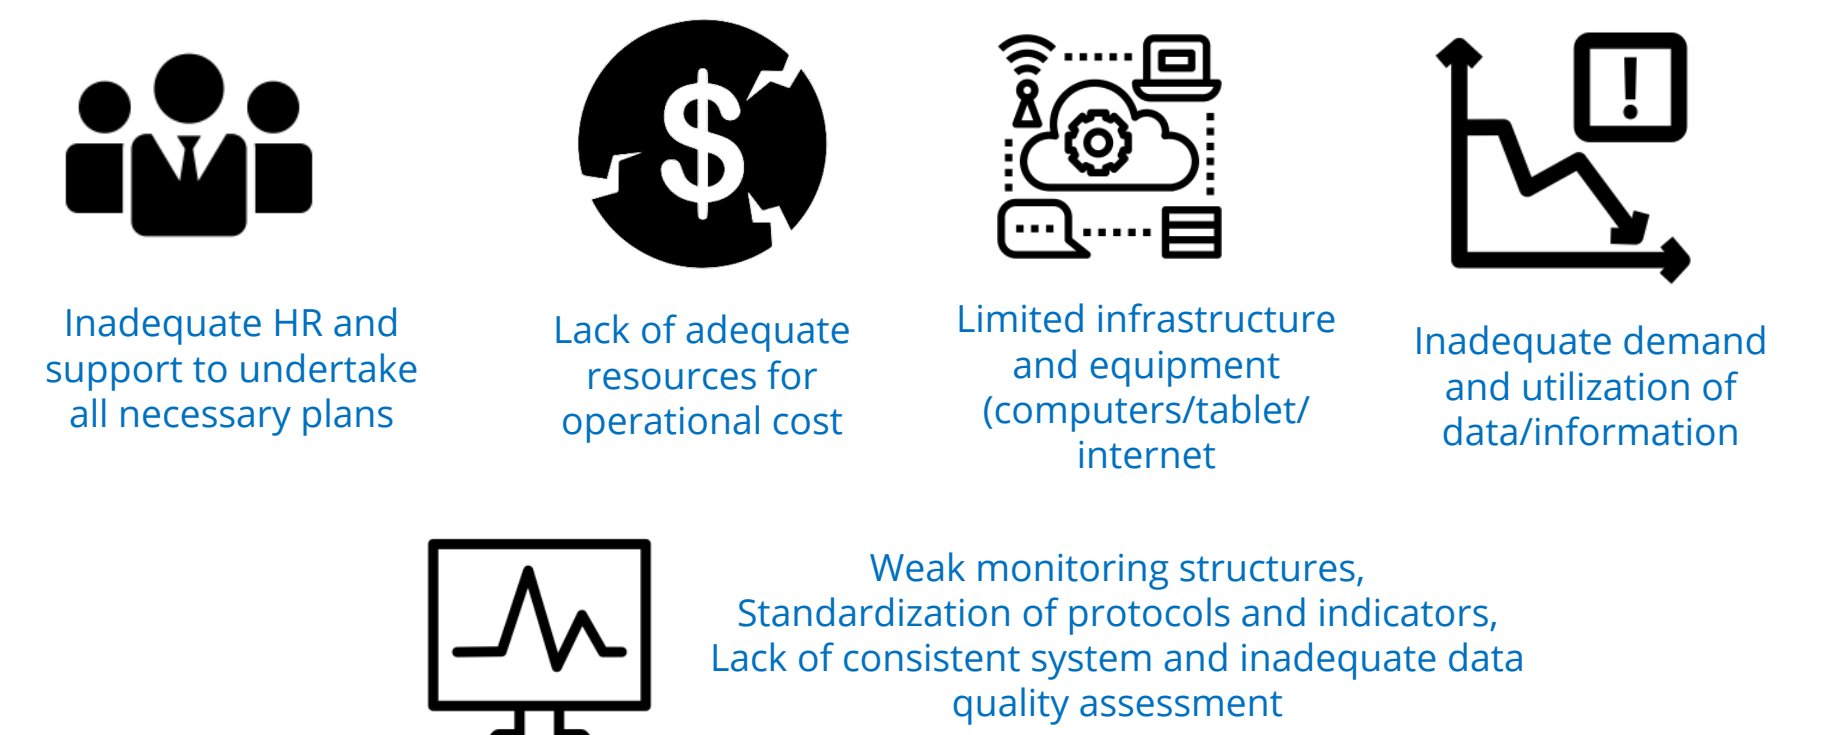 Inadequate HR and
support to undertake
all necessary plans
Lack of adequate
resources for
operational cost
Limited infrastructure
and equipment
(computers/tablet/
internet
Inadequate demand
and utilization of
data/information
Weak monitoring structures,
Standardization of protocols and indicators,
Lack of consistent system and inadequate data
quality assessment